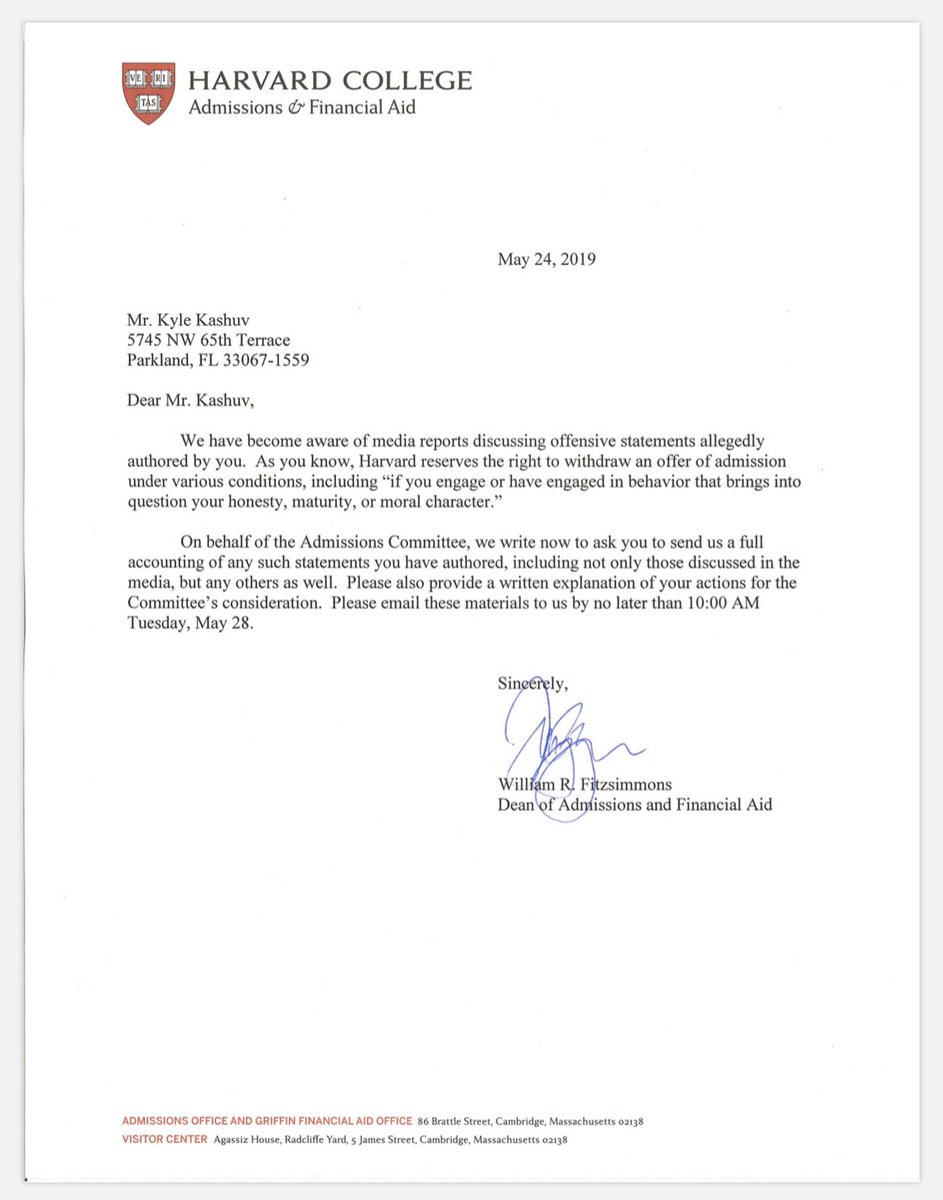 VE RI
TAS
HARVARD COLLEGE
Admissions & Financial Aid
May 24, 2019
Mr. Kyle Kashuv
5745 NW 65th Terrace
Parkland, FL 33067-1559
Dear Mr. Kashuv,
We have become aware of media reports discussing offensive statements allegedly
authored by you. As you know, Harvard reserves the right to withdraw an offer of admission
under various conditions, including “if you engage or have engaged in behavior that brings into
question your honesty, maturity, or moral character.”
On behalf of the Admissions Committee, we write now to ask you to send us a full
accounting of any such statements you have authored, including not only those discussed in the
media, but any others as well. Please also provide a written explanation of your actions for the
Committee’s consideration. Please email these materials to us by no later than 10:00 AM
Tuesday, May 28.
Sincerely,
William R. Fitzsimmons
Dean of Admissions and Financial Aid
ADMISSIONS OFFICE AND GRIFFIN FINANCIAL AID OFFICE 86 Brattle Street, Cambridge, Massachusetts 02138
VISITOR CENTER Agassiz House, Radcliffe Yard, 5 James Street, Cambridge, Massachusetts 02138